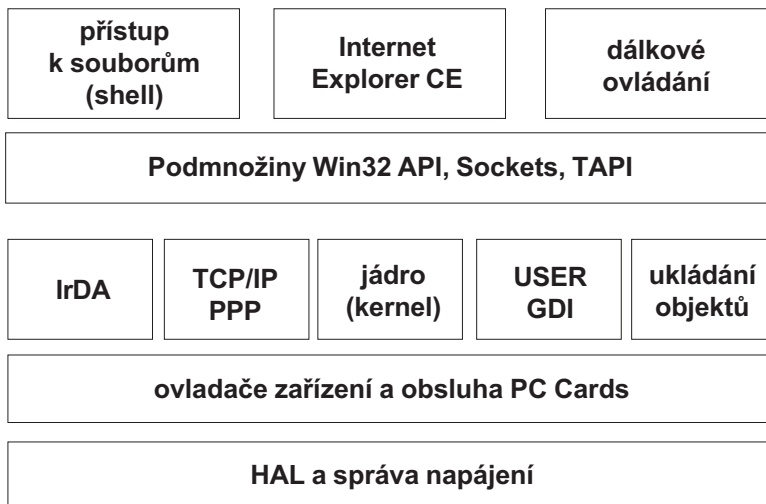 přístup
k souborům
(shell)
Internet
Explorer CE
dálkové
ovládání
Podmnožiny Win32 API, Sockets, TAPI
IrDA
TCP/IP
PPP
jádro
(kernel)
USER
GDI
ukládání
objektů
ovladače zařízení a obsluha PC Cards
HAL a správa napájení